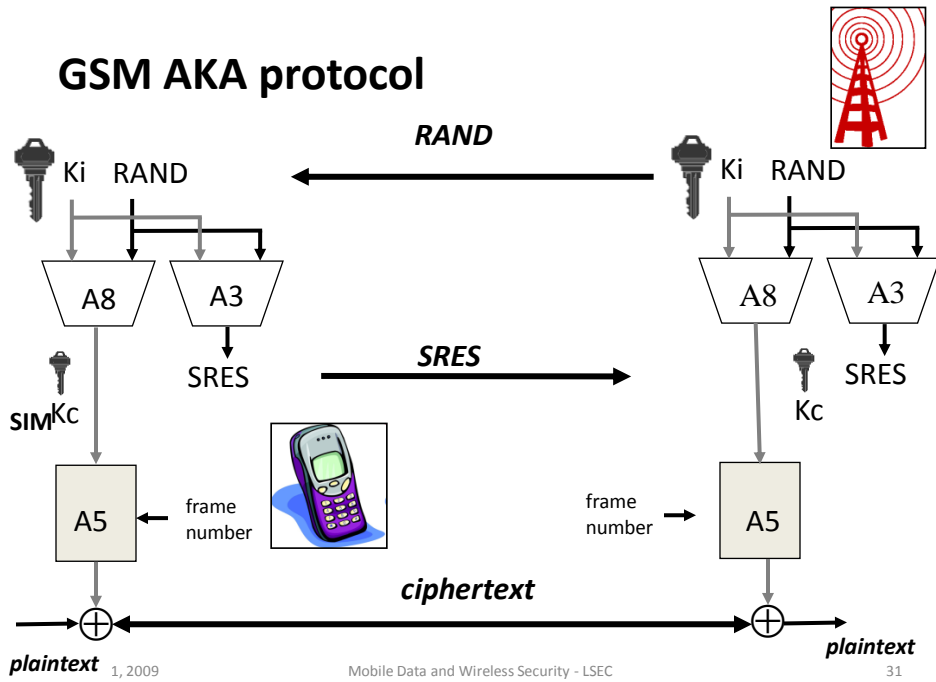 GSM AKA protocol
RAND
Ki RAND
Ki RAND
A8 A3
A8 A3
SRES
SRES
SRES
SIM Kc
Kc
A5
frame
number
frame
number
A5
ciphertext
plaintext
plaintext
1, 2009
Mobile Data and Wireless Security - LSEC
31